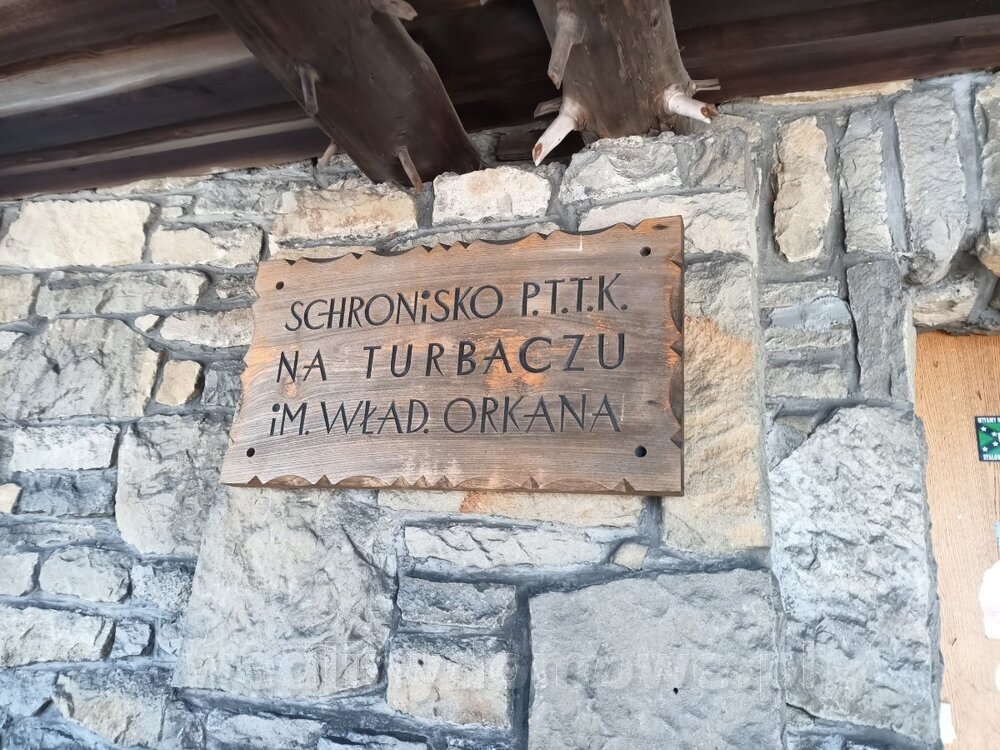 SCHRONiSKO P.T.T.K.
NA TURBACZU
iM. WŁAD. ORKANA